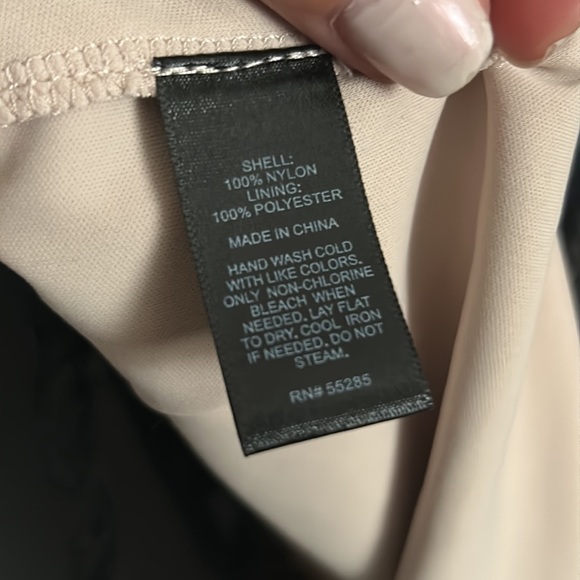 SHELL:
100% NYLON
LINING:
100% POLYESTER
MADE IN CHINA
HAND WASH COLD
WITH LIKE COLORS.
ONLY NON-CHLORINE
BLEACH WHEN
NEEDED. LAY FLAT
TO DRY. COOL IRON
IF NEEDED. DO NOT
STEAM.
RN# 55285